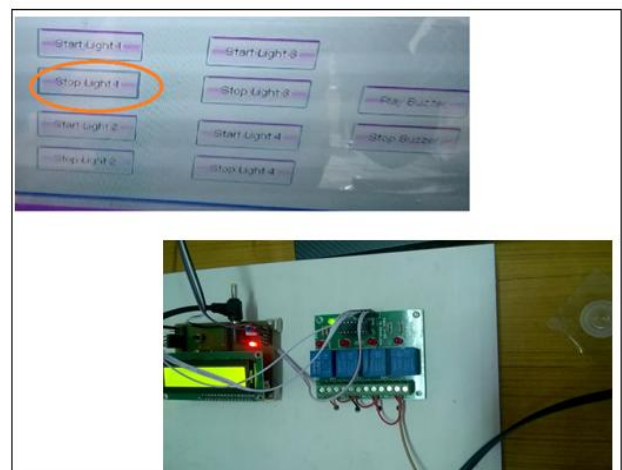 Start Light 1
Stop Light 1
Start Light 2
Stop Light 2
Start Light 3
Stop Light 3
Start Light 4
Stop Light 4
Play Buzzer
Stop Buzzer